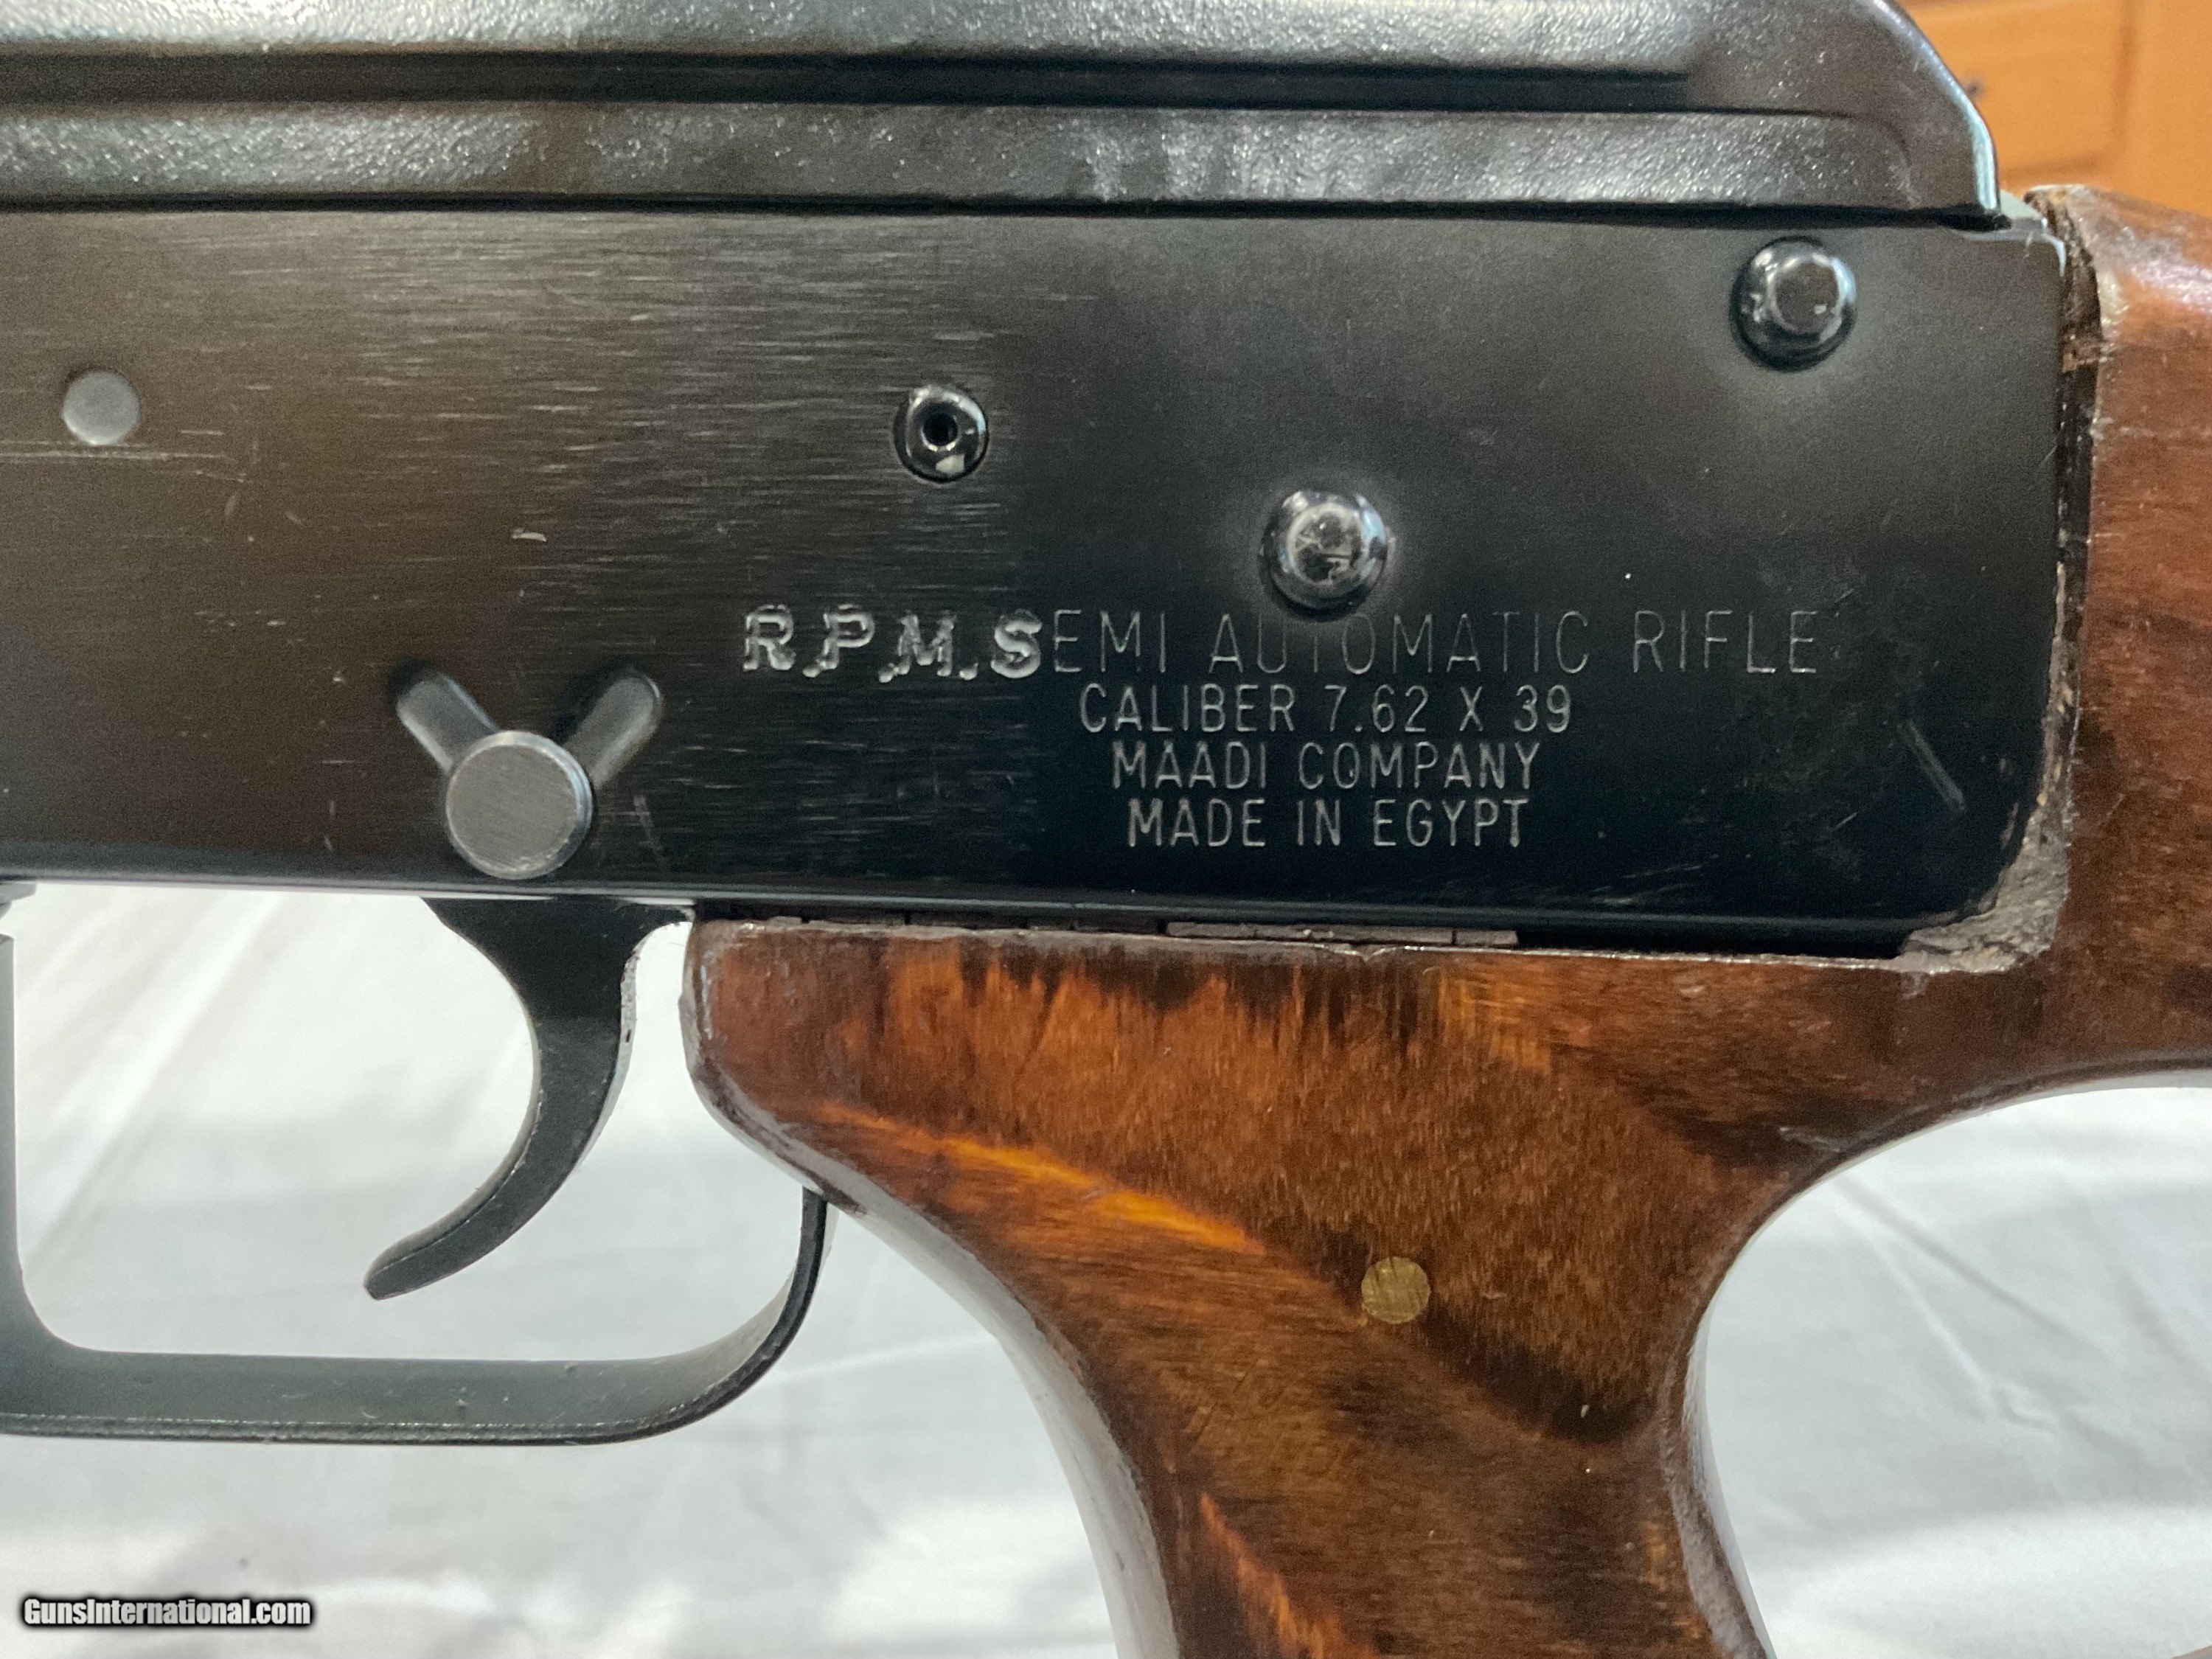 R.P.M.SEMI AUTOMATIC RIFLE
CALIBER 7.62 X 39
MAADI COMPANY
MADE IN EGYPT
GunsInternational.com